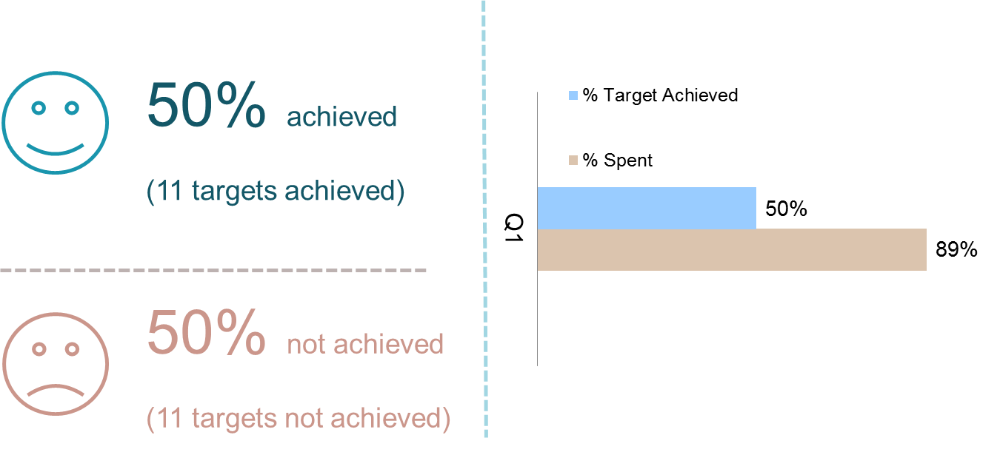 50% achieved
(11 targets achieved)
50% not achieved
(11 targets not achieved)
% Target Achieved
% Spent
Q1
50%
89%